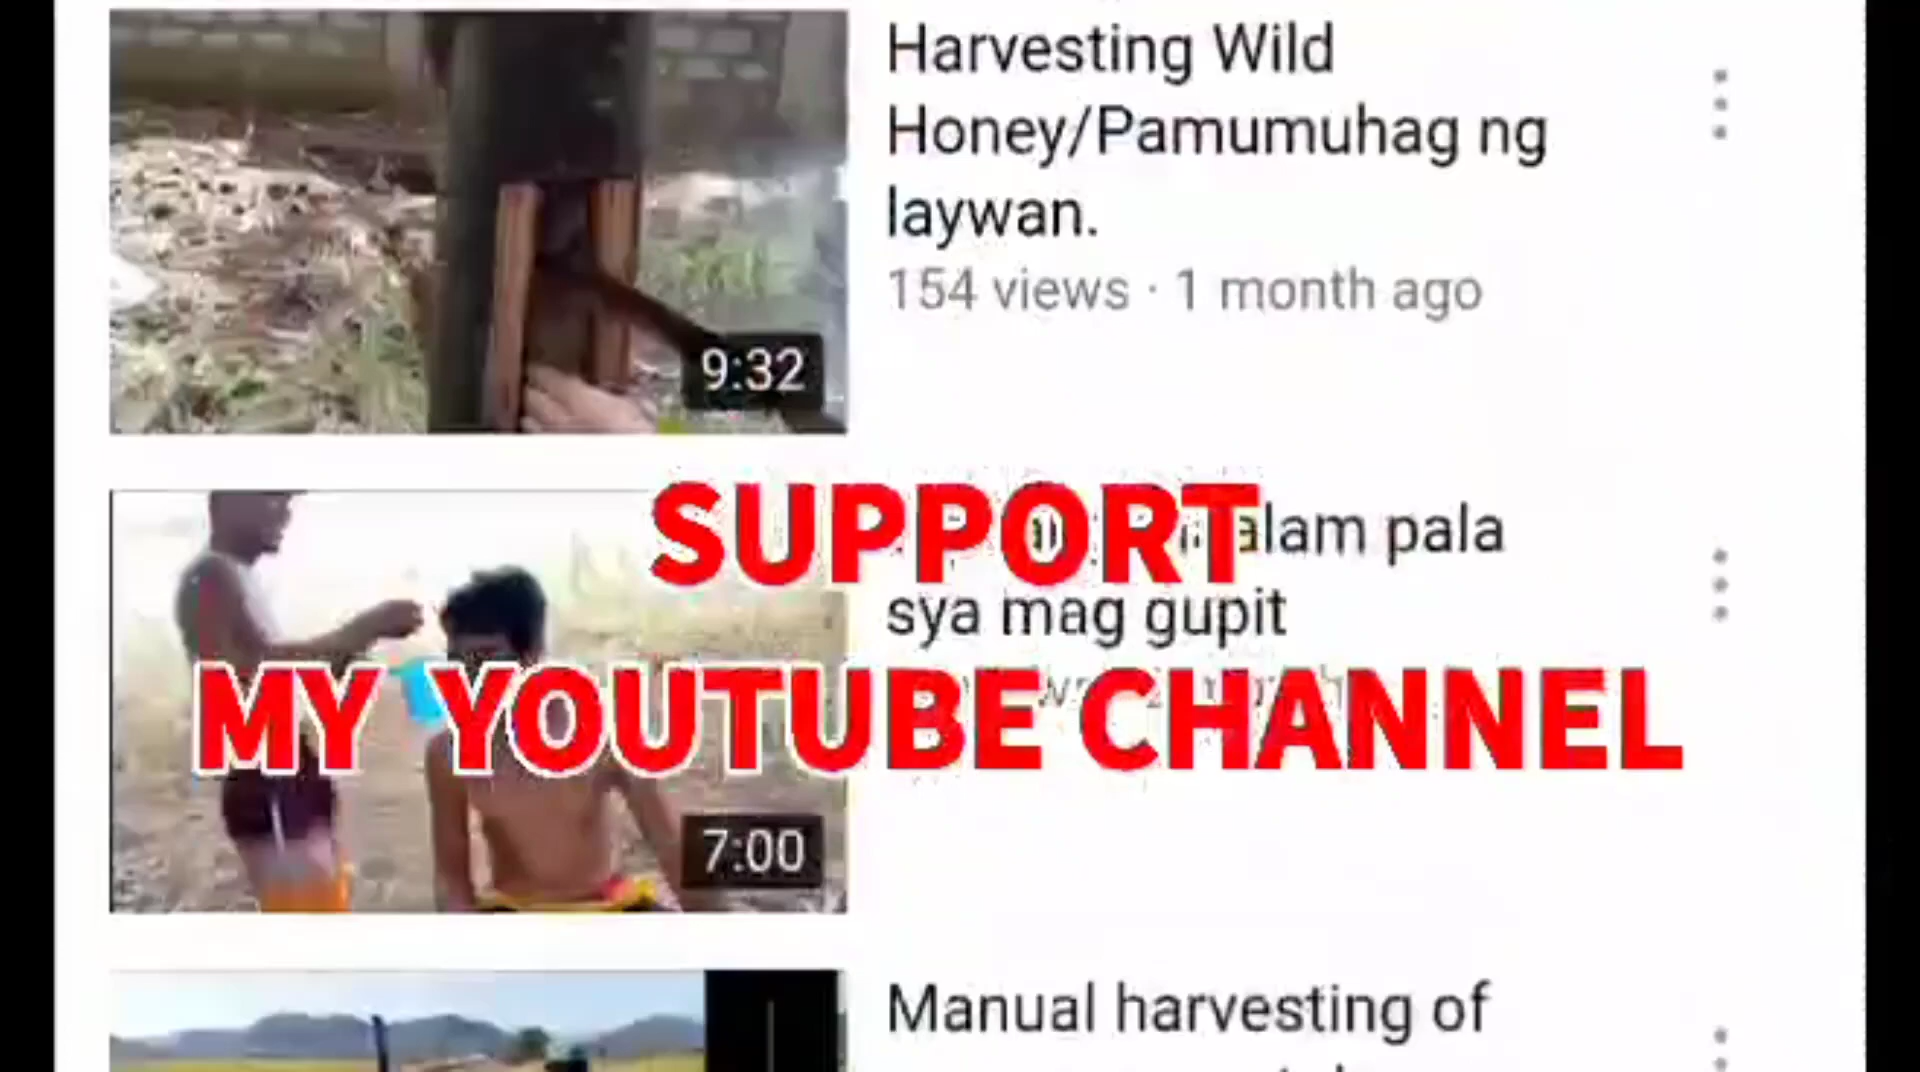 Harvesting Wild
Honey/Pamumuhag ng
laywan.
154 views · 1 month ago
9:32
SUPPORT
pala
sya mag gupit
MY YOUTUBE CHANNEL
7:00
Manual harvesting of